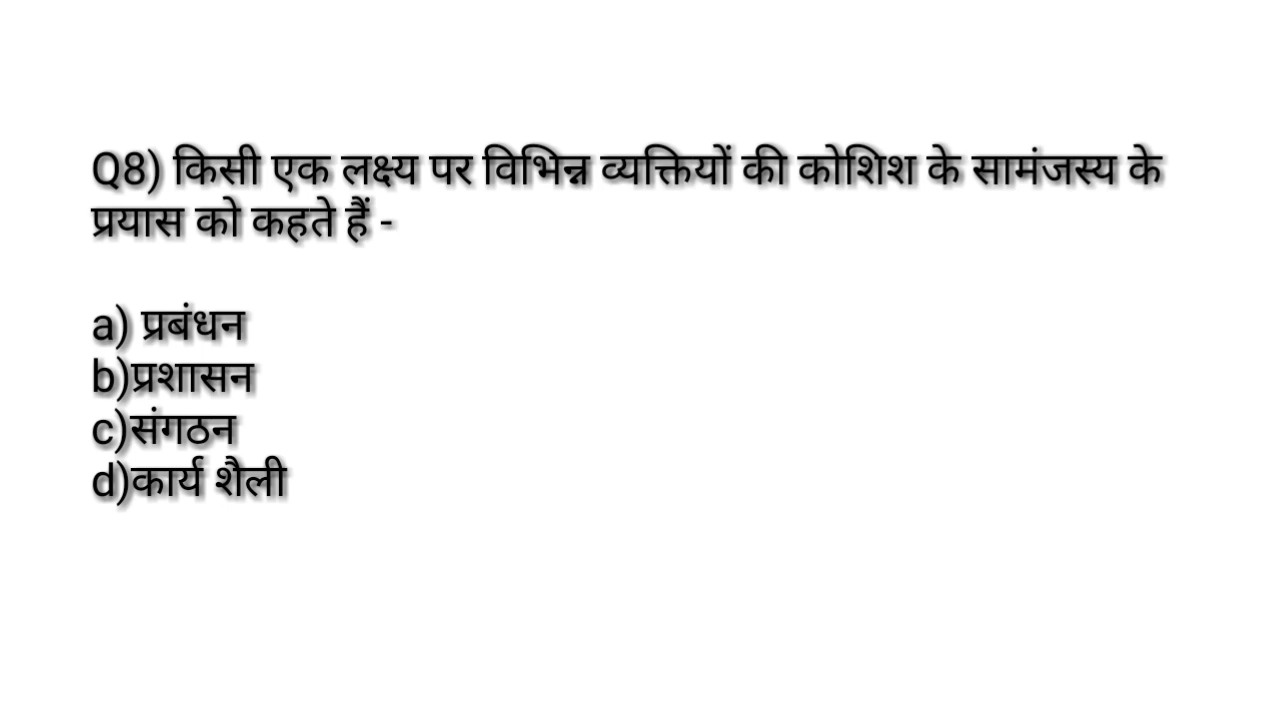 Q8) किसी एक लक्ष्य पर विभिन्न व्यक्तियों की कोशिश के सामंजस्य के
प्रयास को कहते हैं -
a) प्रबंधन
b)प्रशासन
c)संगठन
d)कार्य शैली